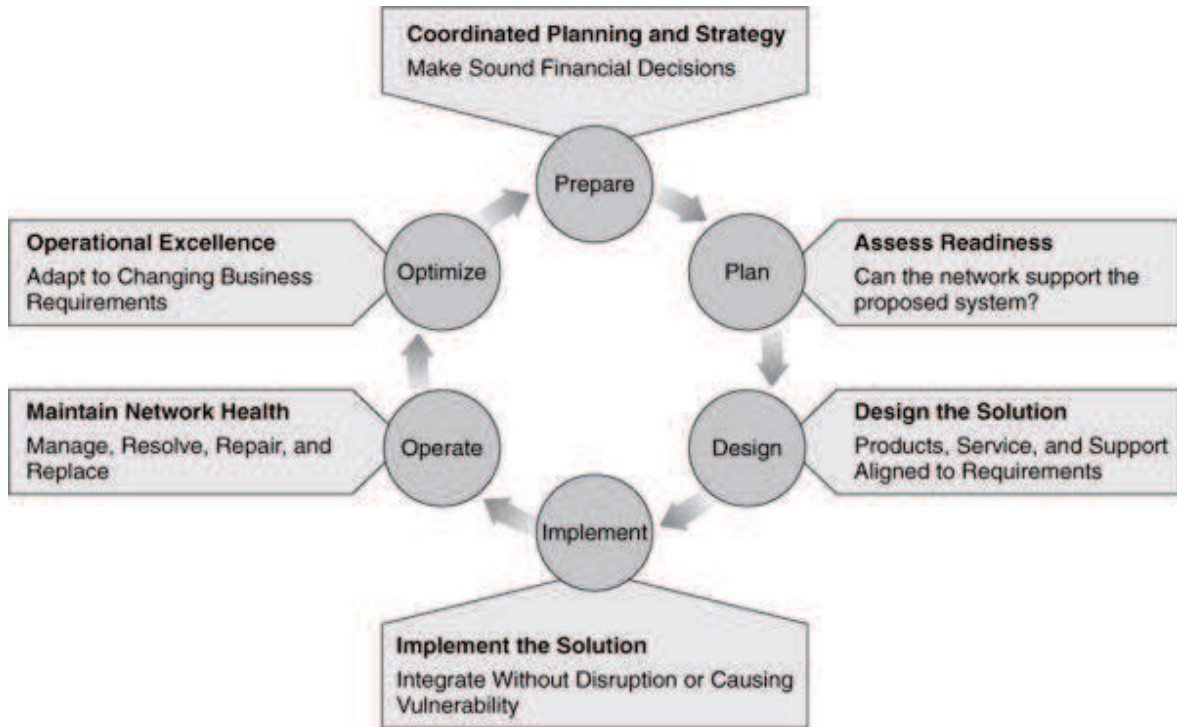 Coordinated Planning and Strategy
Make Sound Financial Decisions
Prepare
Operational Excellence
Adapt to Changing Business
Requirements
Optimize
Plan
Assess Readiness
Can the network support the
proposed system?
Maintain Network Health
Manage, Resolve, Repair, and
Replace
Operate
Design
Design the Solution
Products, Service, and Support
Aligned to Requirements
Implement
Implement the Solution
Integrate Without Disruption or Causing
Vulnerability